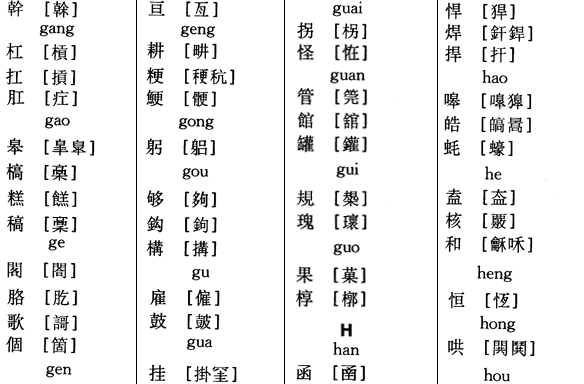 幹 [榦]
gang
杠 [槓]
扛 [摃]
肛 [疘]
gao
皋 [臯皐]
槁 [槀]
糕 [餻]
稿 [稾]
ge
閣 [閤]
胳 [肐]
歌 [謌]
個 [箇]
gen
亘 [亙]
geng
耕 [畊]
粳 [稉秔]
鯁 [骾]
gong
躬 [躳]
gou
够 [夠]
鈎 [鉤]
構 [搆]
gu
雇 [僱]
鼓 [皷]
gua
挂 [掛罣]
guai
拐 [枴]
怪 [恠]
guan
管 [筦]
館 [舘]
罐 [鑵]
gui
規 [槼]
瑰 [瓌]
guo
果 [菓]
椁 [槨]
H
han
函 [圅]
悍 [猂]
焊 [釬銲]
捍 [扞]
hao
嗥 [嘷獋]
皓 [皜暠]
蚝 [蠔]
he
盍 [盇]
核 [覈]
和 [龢咊]
heng
恒 [恆]
hong
哄 [閧鬨]
hou